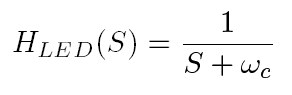 H_{LED}(S) = \frac{1}{S + \omega_c}